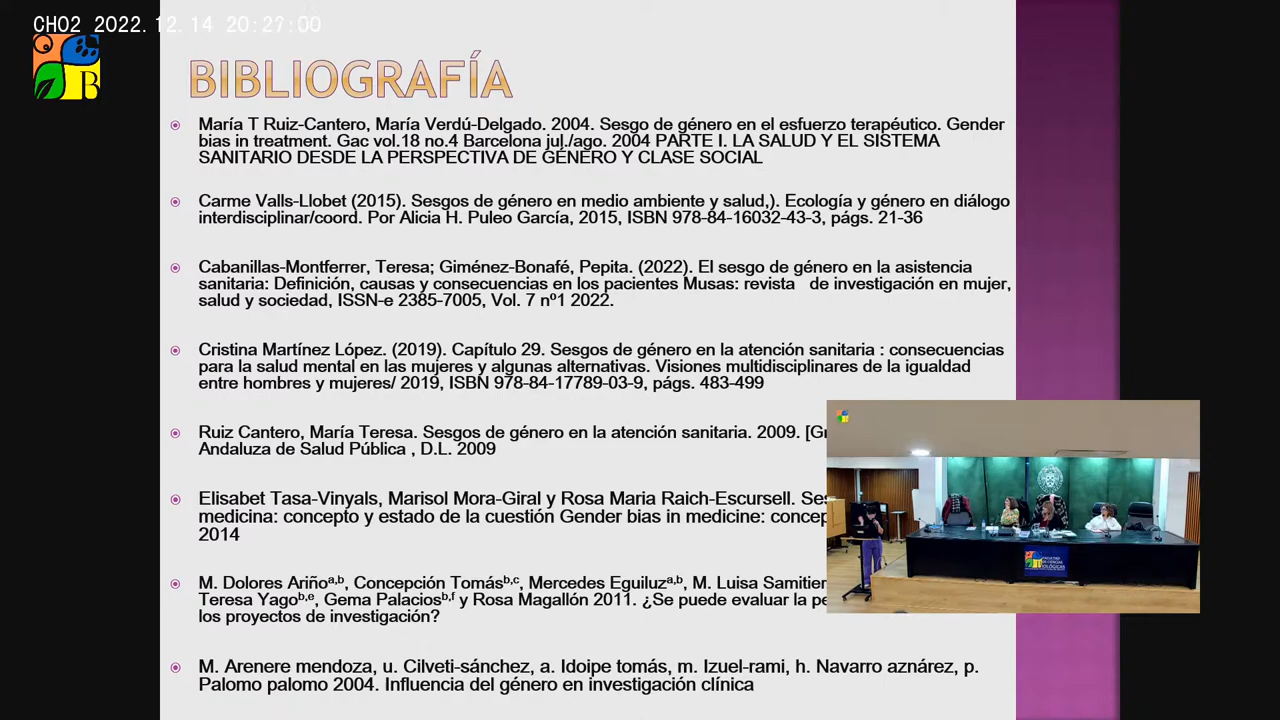 CH02 2022.12.14 20:27:00
B
BIBLIOGRAFÍA
María T Ruiz-Cantero, María Verdú-Delgado. 2004. Sesgo de género en el esfuerzo terapéutico. Gender
bias in treatment. Gac vol.18 no.4 Barcelona jul./ago. 2004 PARTE I. LA SALUD Y EL SISTEMA
SANITARIO DESDE LA PERSPECTIVA DE GÉNERO Y CLASE SOCIAL
Carme Valls-Llobet (2015). Sesgos de género en medio ambiente y salud,). Ecología y género en diálogo
interdisciplinar/coord. Por Alicia H. Puleo García, 2015, ISBN 978-84-16032-43-3, págs. 21-36
Cabanillas-Montferrer, Teresa; Giménez-Bonafé, Pepita. (2022). El sesgo de género en la asistencia
sanitaria: Definición, causas y consecuencias en los pacientes Musas: revista de investigación en mujer,
salud y sociedad, ISSN-e 2385-7005, Vol. 7 nº1 2022.
Cristina Martínez López. (2019). Capítulo 29. Sesgos de género en la atención sanitaria : consecuencias
para la salud mental en las mujeres y algunas alternativas. Visiones multidisciplinares de la igualdad
entre hombres y mujeres/ 2019, ISBN 978-84-17789-03-9, págs. 483-499
Ruiz Cantero, María Teresa. Sesgos de género en la atención sanitaria. 2009. [Gr
Andaluza de Salud Pública , D.L. 2009
Elisabet Tasa-Vinyals, Marisol Mora-Giral y Rosa Maria Raich-Escursell. Ses
medicina: concepto y estado de la cuestión Gender bias in medicine: concep
2014
M. Dolores Ariño a,b, Concepción Tomás b,c, Mercedes Eguiluz a,b, M. Luisa Samitier
Teresa Yago b,e, Gema Palacios b,f y Rosa Magallón 2011. ¿Se puede evaluar la pe
los proyectos de investigación?
M. Arenere mendoza, u. Cilveti-sánchez, a. Idoipe tomás, m. Izuel-rami, h. Navarro aznárez, p.
Palomo palomo 2004. Influencia del género en investigación clínica